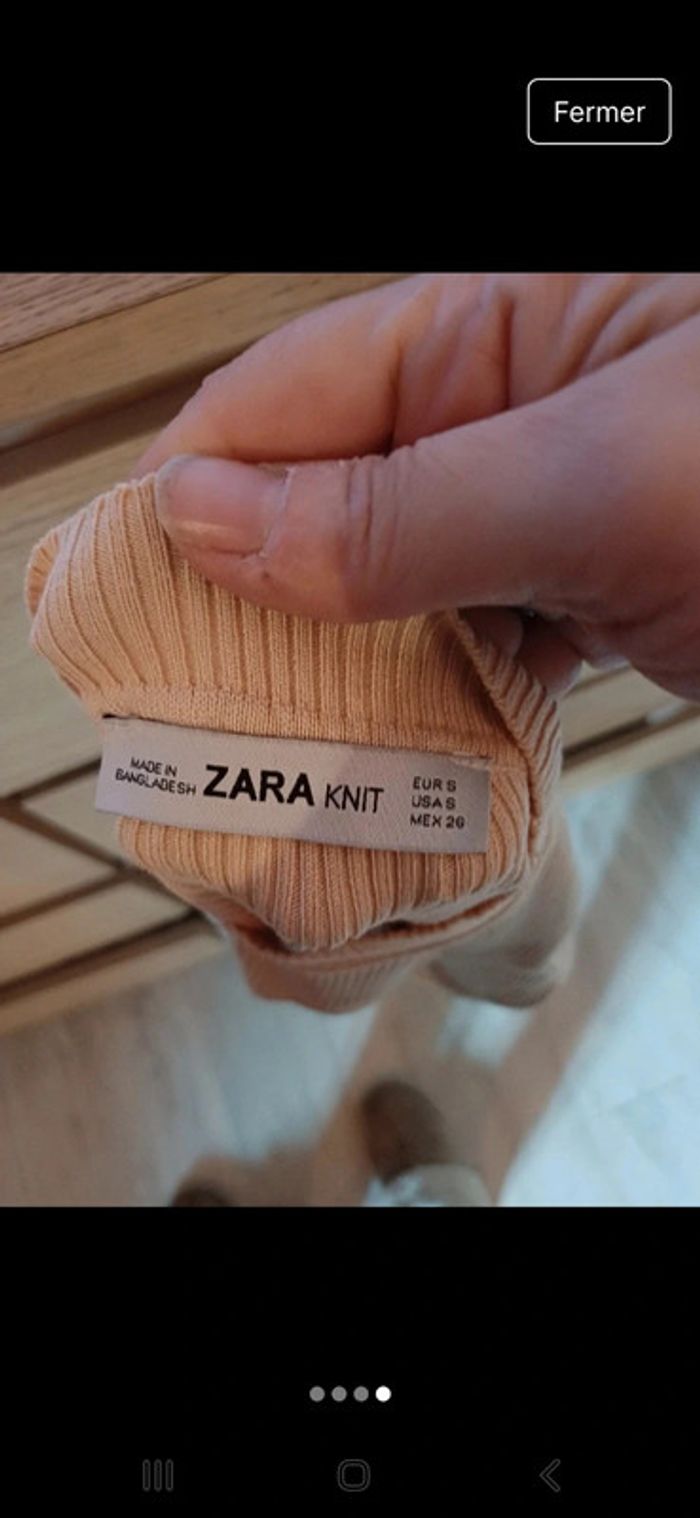 Fermer
MADE IN
BANGLADESH
ZARA KNIT
EUR S
USA S
MEX 26